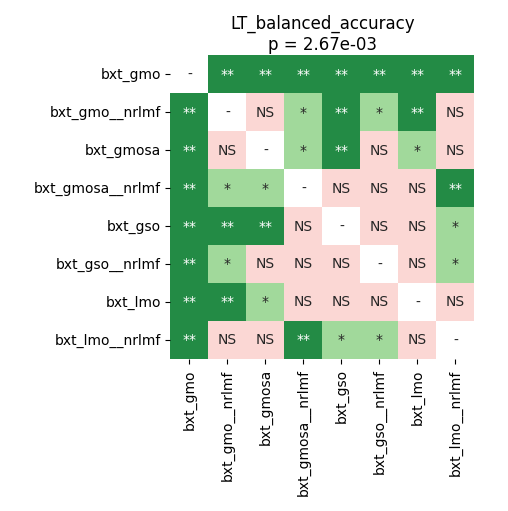 LT_balanced_accuracy
p = 2.67e-03
bxt_gmo - ** ** ** ** ** ** **
bxt_gmo__nrlmf ** - NS * ** * ** NS
bxt_gmosa ** NS - * ** NS * NS
bxt_gmosa__nrlmf ** * * - NS NS NS **
bxt_gso ** ** ** NS - NS NS *
bxt_gso__nrlmf ** * NS NS NS - NS *
bxt_lmo ** ** * NS NS NS - NS
bxt_lmo__nrlmf ** NS NS ** * * NS -
bxt_gmo
bxt_gmo__nrlmf
bxt_gmosa
bxt_gmosa__nrlmf
bxt_gso
bxt_gso__nrlmf
bxt_lmo
bxt_lmo__nrlmf